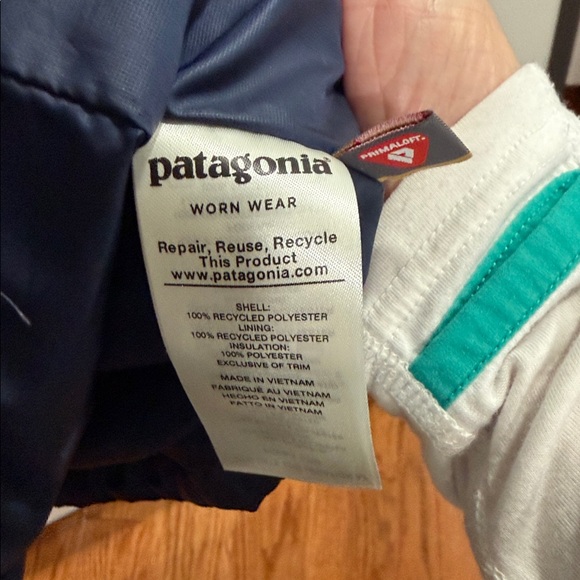 patagonia®
WORN WEAR
Repair, Reuse, Recycle
This Product
www.patagonia.com
SHELL:
100% RECYCLED POLYESTER
LINING:
100% RECYCLED POLYESTER
INSULATION:
100% POLYESTER
EXCLUSIVE OF TRIM
MADE IN VIETNAM
FABRIQUÉ AU VIETNAM
HECHO EN VIETNAM
FATTO IN VIETNAM
PRIMALOFT